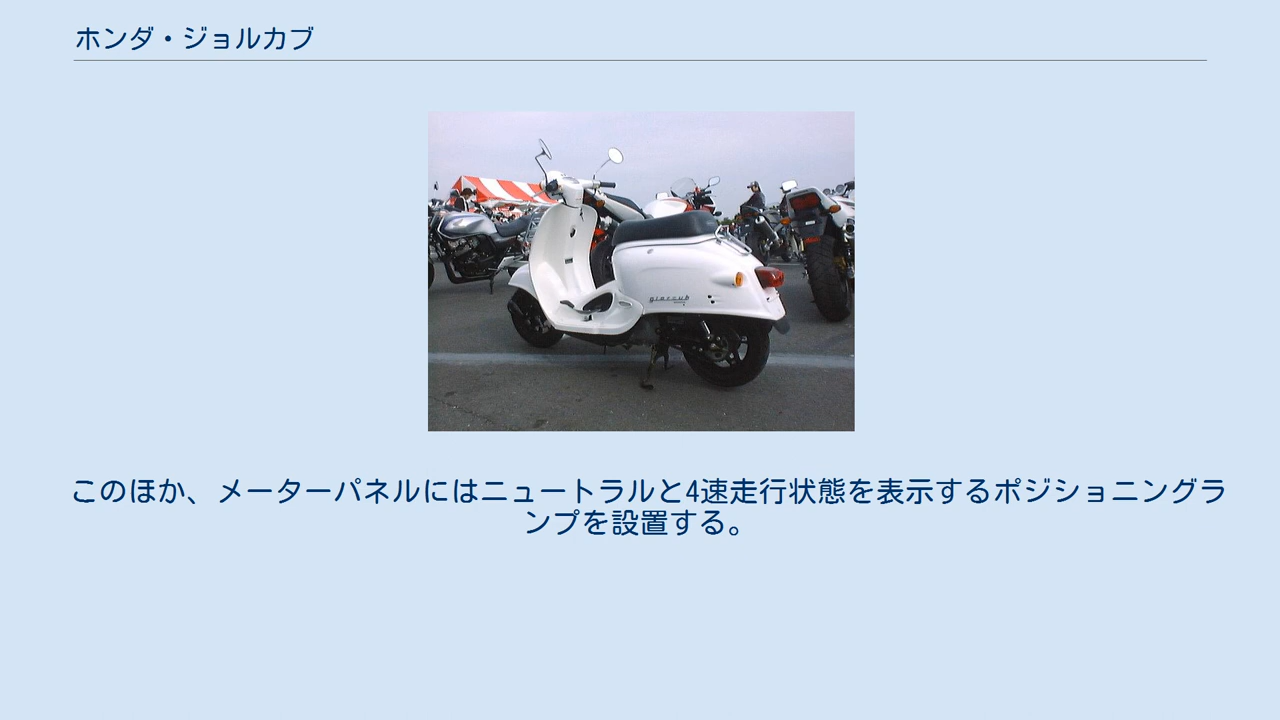 ホンダ・ジョルカブ
giorcub
このほか、メーターパネルにはニュートラルと4速走行状態を表示するポジショニングラ
ンプを設置する。